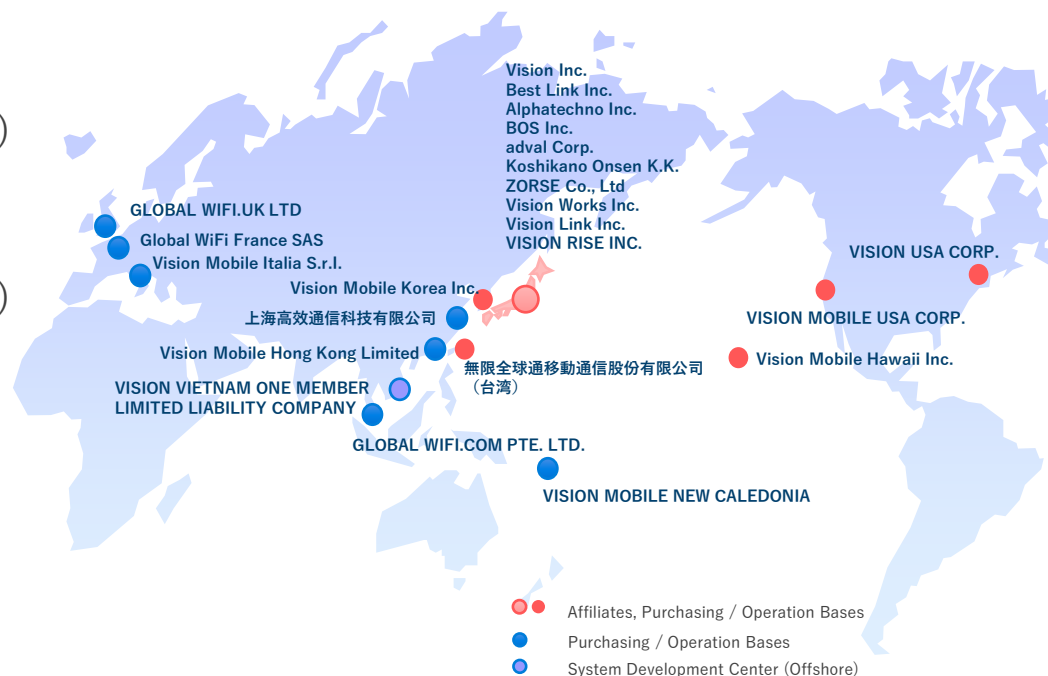 Vision Inc.
Best Link Inc.
Alphatechno Inc.
BOS Inc.
adval Corp.
Koshikano Onsen K.K.
ZORSE Co., Ltd
Vision Works Inc.
Vision Link Inc.
VISION RISE INC.
GLOBAL WIFI.UK LTD
Global WiFi France SAS
Vision Mobile Italia S.r.l.
Vision Mobile Korea Inc.
上海高效通信科技有限公司
Vision Mobile Hong Kong Limited
無限全球通移動通信股份有限公司
（台湾）
VISION VIETNAM ONE MEMBER
LIMITED LIABILITY COMPANY
GLOBAL WIFI.COM PTE. LTD.
VISION MOBILE NEW CALEDONIA
VISION USA CORP.
VISION MOBILE USA CORP.
Vision Mobile Hawaii Inc.
Affiliates, Purchasing / Operation Bases
Purchasing / Operation Bases
System Development Center (Offshore)